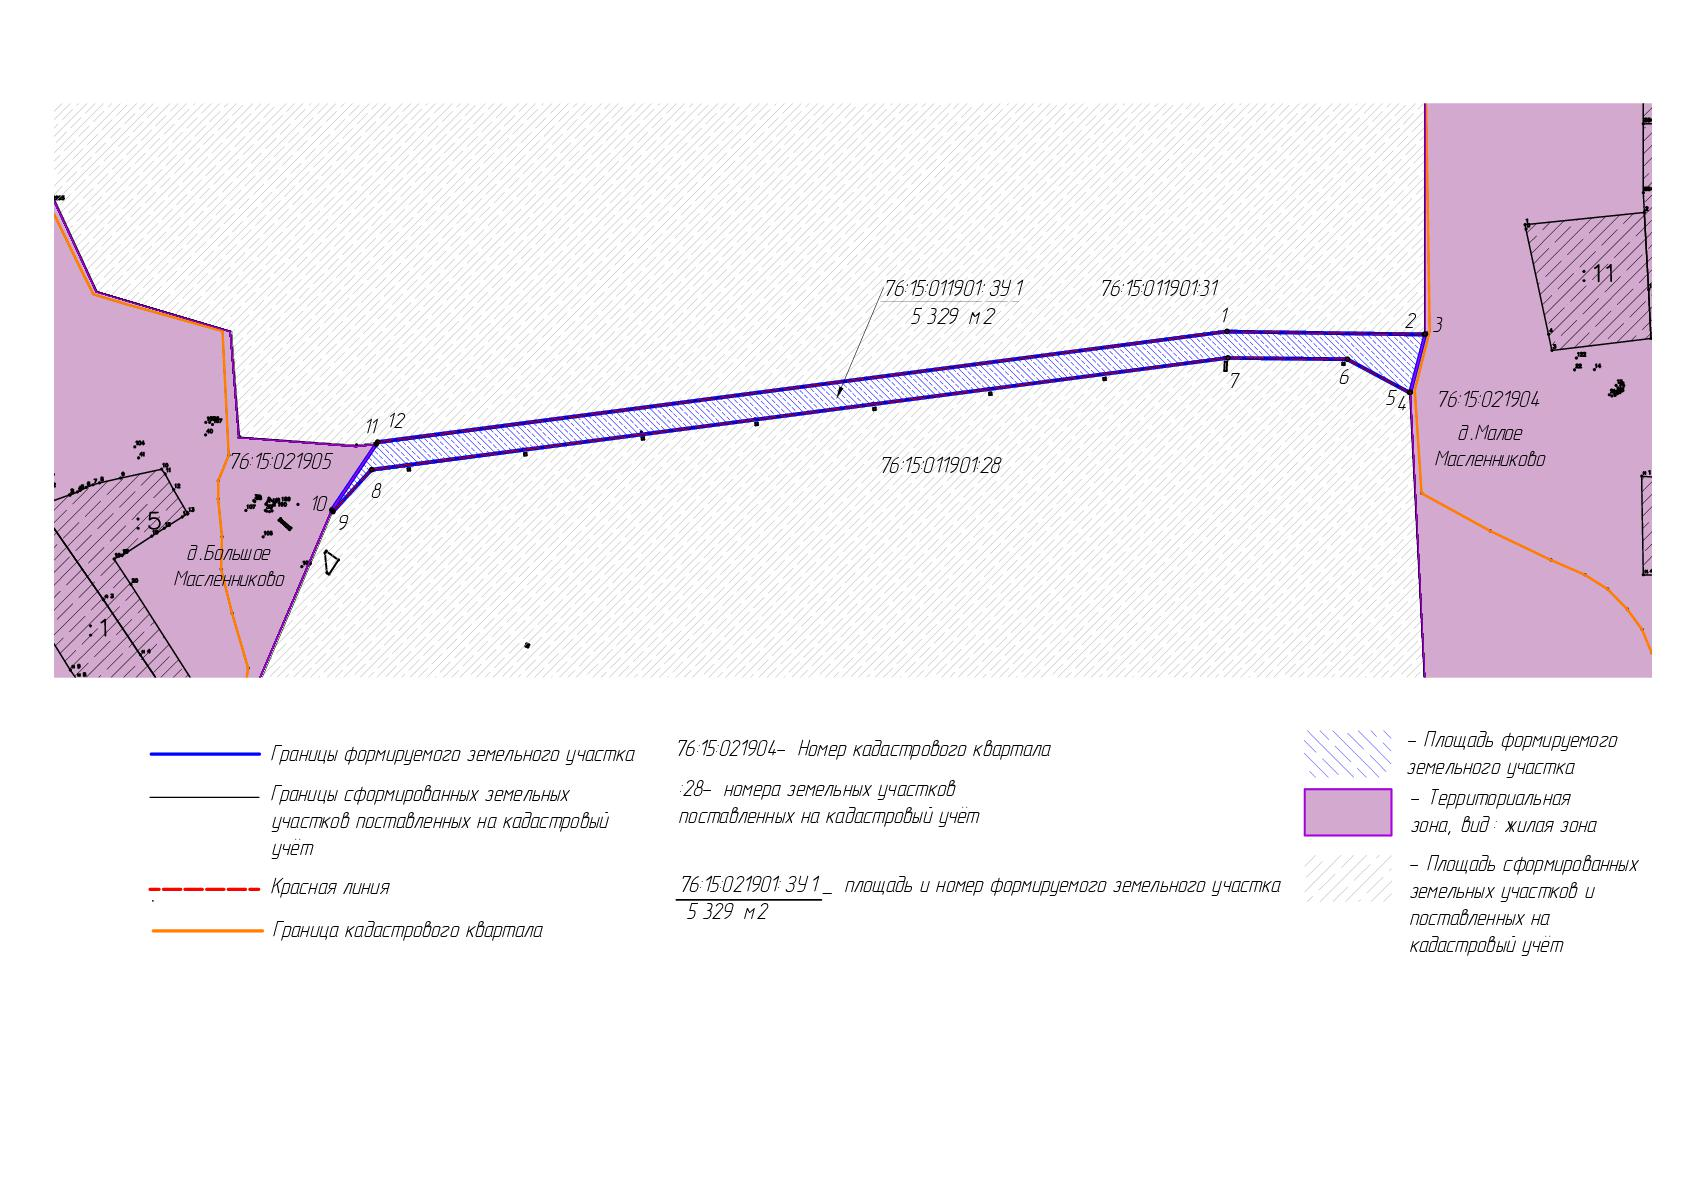 76:15:011901: ЗУ 1
5 329 м2
76:15:011901:31
1
2
3
:11
7
6
5
4
76:15:021904
д.Малое
Масленниково
11
12
76:15:021905
76:15:011901:28
8
10
9
:5
д.Большое
Масленниково
:1
Границы формируемого земельного участка
Границы сформированных земельных
участков поставленных на кадастровый
учёт
Красная линия
Граница кадастрового квартала
76:15:021904– Номер кадастрового квартала
:28– номера земельных участков
поставленных на кадастровый учёт
76:15:021901: ЗУ 1_ площадь и номер формируемого земельного участка
5 329 м2
– Площадь формируемого
земельного участка
– Территориальная
зона, вид : жилая зона
– Площадь сформированных
земельных участков и
поставленных на
кадастровый учёт